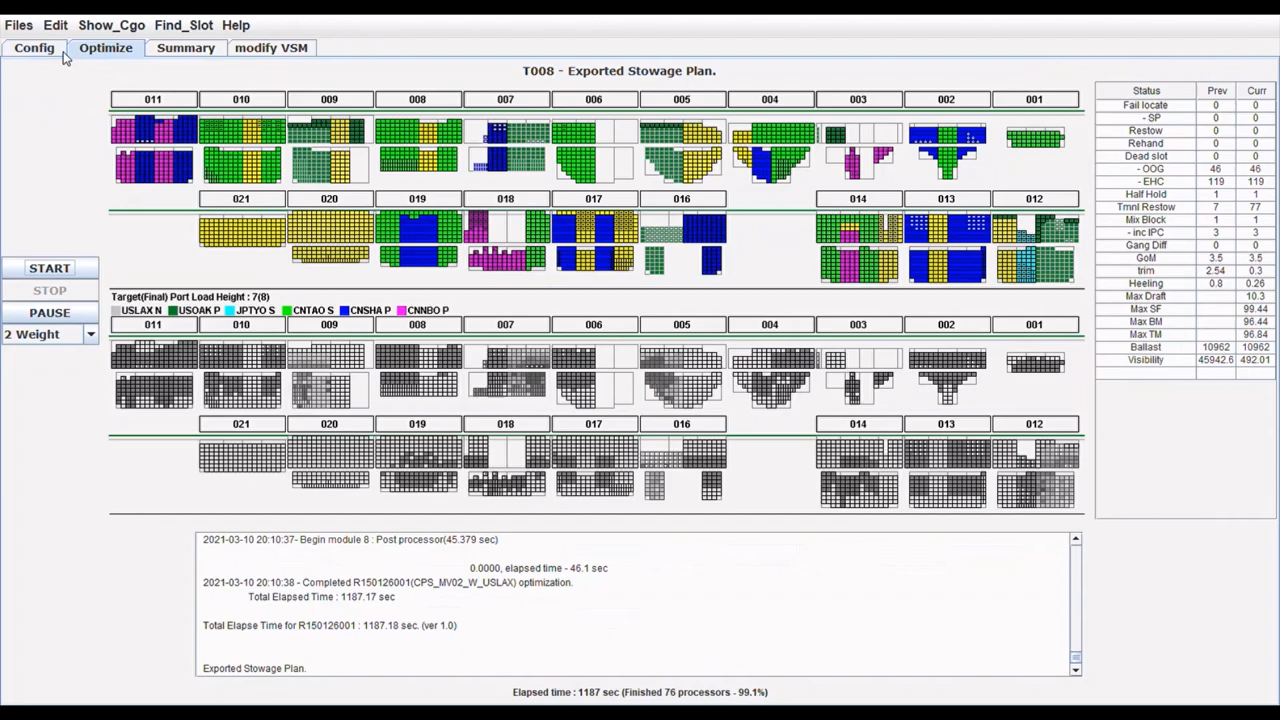 Files Edit Show_Cgo Find_Slot Help
Config Optimize Summary modify VSM
T008 - Exported Stowage Plan.
011 010 009 008 007 006 005 004 003 002 001
021 020 019 018 017 016 014 013 012
START
STOP
PAUSE
2 Weight
Target(Final) Port Load Height : 7(8)
USLAX N USOAK P JPTYO S CNTAO S CNSHA P CNNBO P
011 010 009 008 007 006 005 004 003 002 001
021 020 019 018 017 016 014 013 012
Status Prev Curr
Fail locate 0 0
- SP 0 0
Restow 0 0
Rehand 0 0
Dead slot 0 0
- OOG 46 46
- EHC 119 119
Half Hold 1 1
Tmnl Restow 7 77
Mix Block 1 1
- inc IPC 3 3
Gang Diff 0 0
GoM 3.5 3.5
trim 2.54 0.3
Heeling 0.8 0.26
Max Draft 10.3
Max SF 99.44
Max BM 96.44
Max TM 96.84
Ballast 10962 10962
Visibility 45942.6 492.01
2021-03-10 20:10:37- Begin module 8 : Post processor(45.379 sec)
0.0000, elapsed time - 46.1 sec
2021-03-10 20:10:38 - Completed R150126001(CPS_MV02_W_USLAX) optimization.
Total Elapsed Time : 1187.17 sec
Total Elapse Time for R150126001 : 1187.18 sec. (ver 1.0)
Exported Stowage Plan.
Elapsed time : 1187 sec (Finished 76 processors - 99.1%)